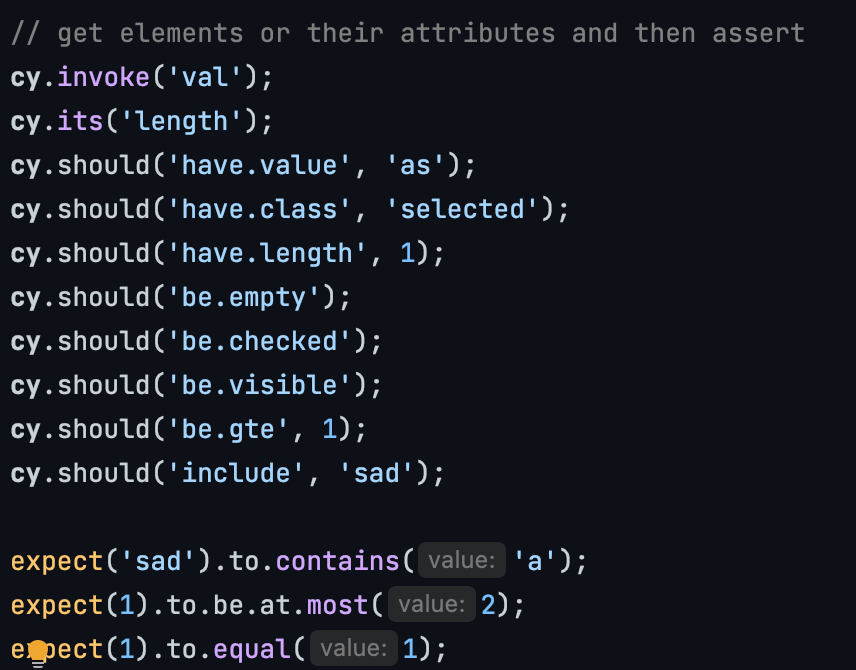 // get elements or their attributes and then assert
cy.invoke('val');
cy.its('length');
cy.should('have.value', 'as');
cy.should('have.class', 'selected');
cy.should('have.length', 1);
cy.should('be.empty');
cy.should('be.checked');
cy.should('be.visible');
cy.should('be.gte', 1);
cy.should('include', 'sad');
expect('sad').to.contains( value: 'a');
expect(1).to.be.at.most( value: 2);
expect(1).to.equal( value: 1);